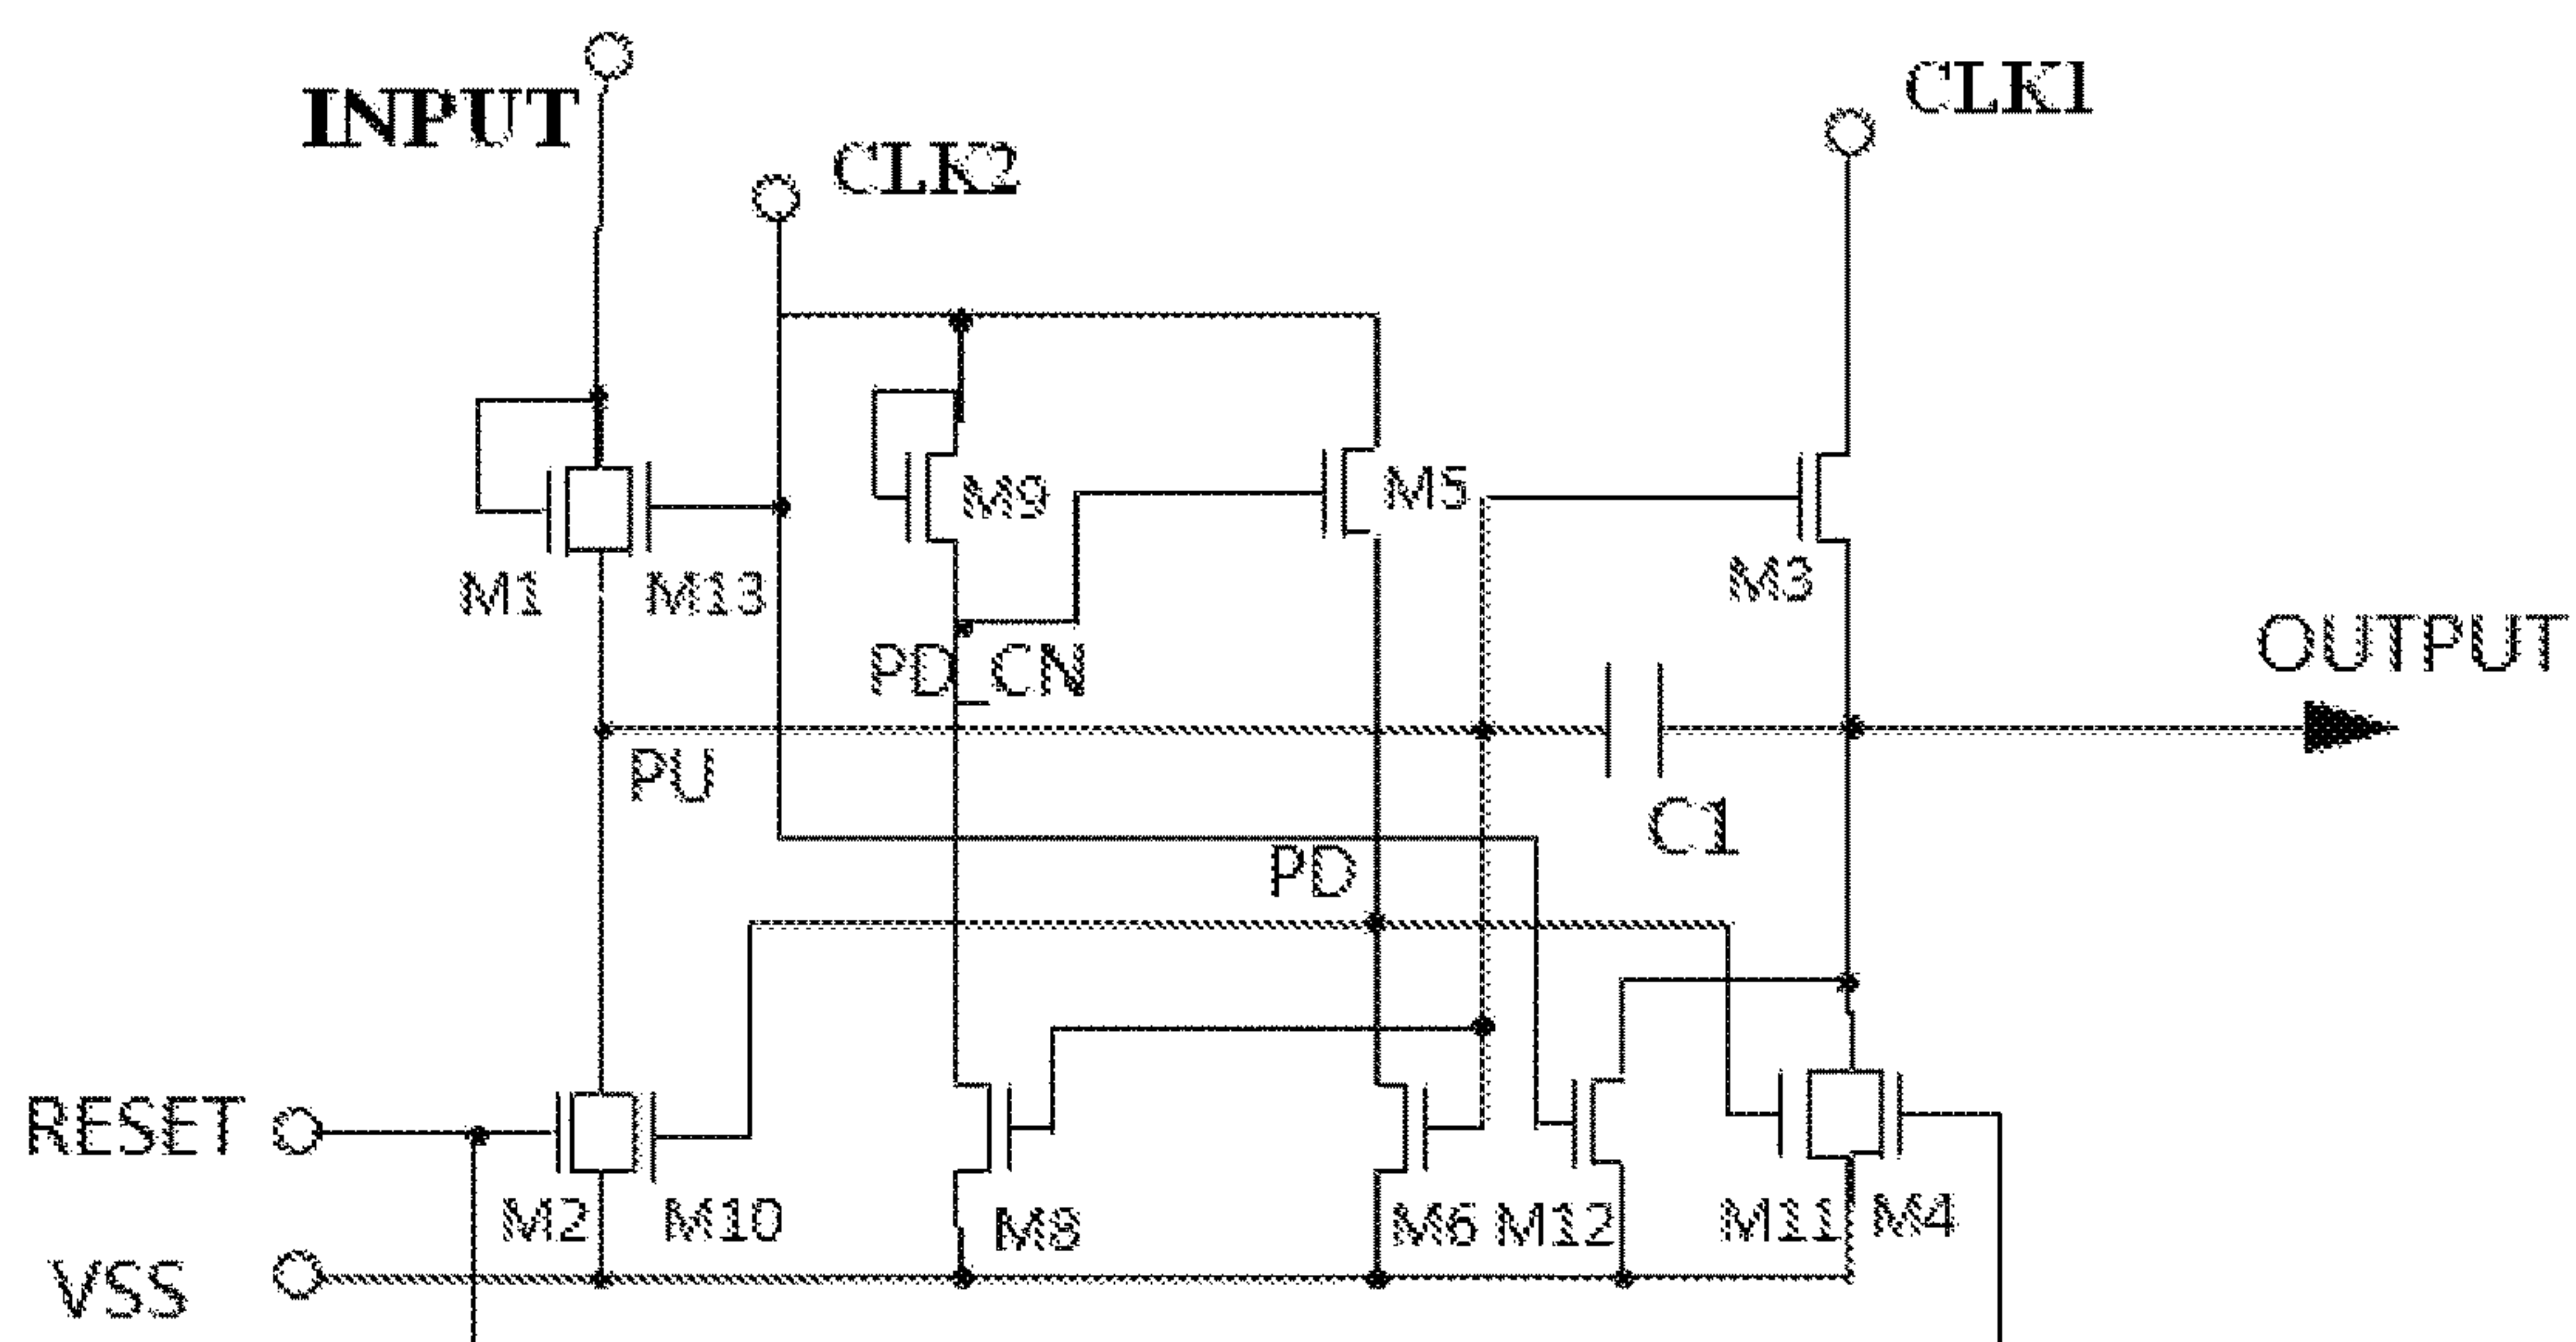 INPUT
CLK1
CLK2
M9
M5
M1
M13
M3
OUTPUT
PD_CN
PU
C1
PD
RESET
M2
M10
M8
M6
M12
M11
M4
VSS